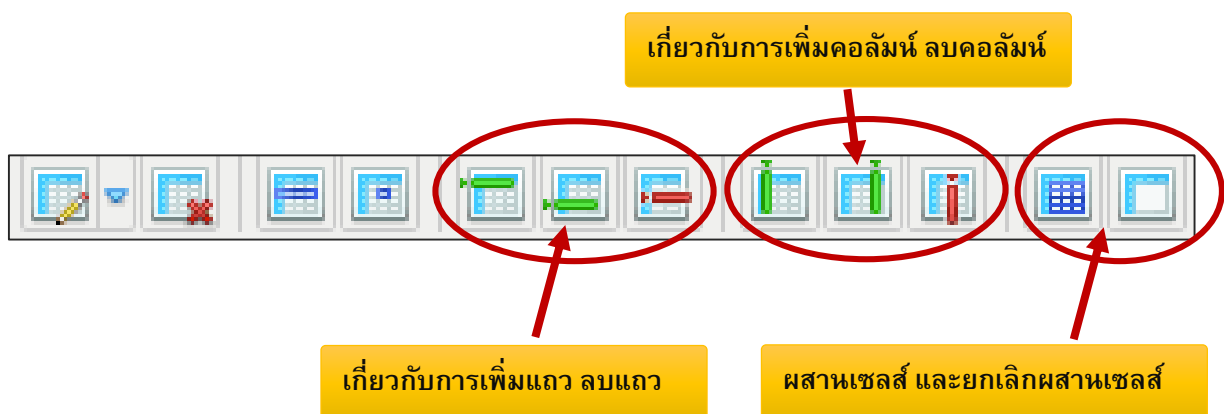 เกี่ยวกับการเพิ่มคอลัมน์ ลบคอลัมน์
เกี่ยวกับการเพิ่มแถว ลบแถว
ผสานเซลส์ และยกเลิกผสานเซลส์